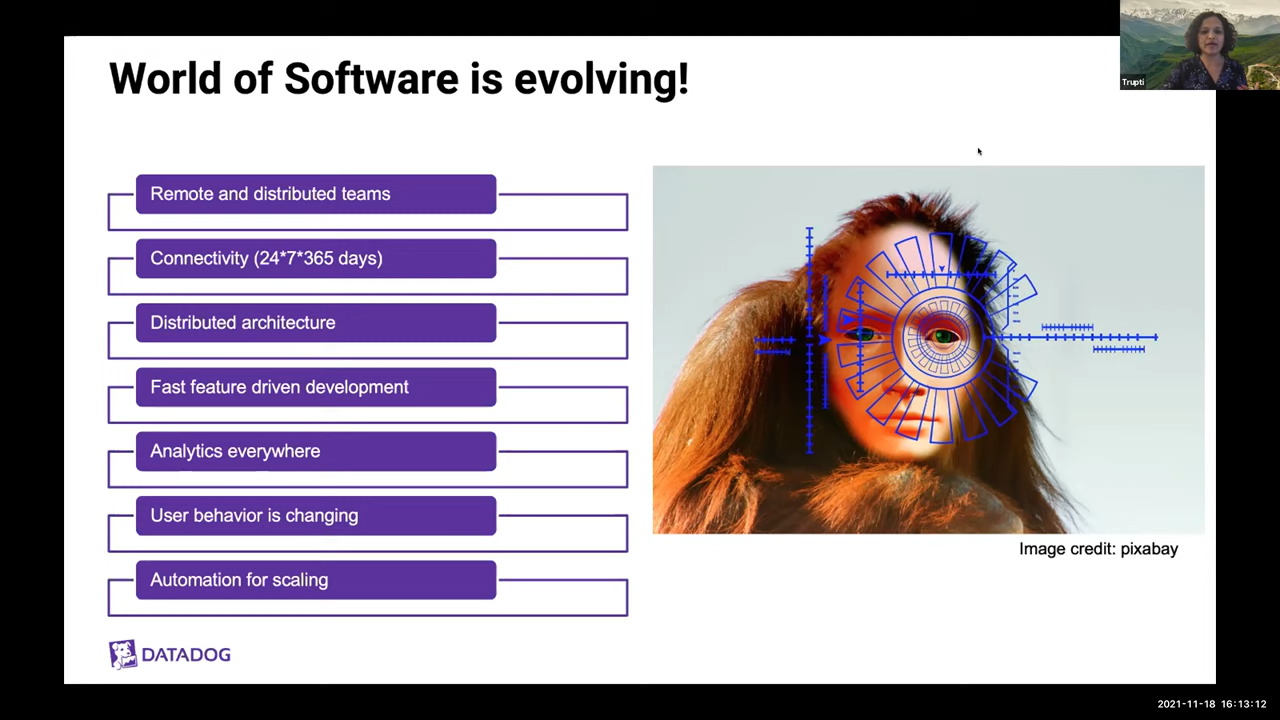 World of Software is evolving!
Trupti
Remote and distributed teams
Connectivity (24*7*365 days)
Distributed architecture
Fast feature driven development
Analytics everywhere
User behavior is changing
Automation for scaling
Image credit: pixabay
DATADOG
2021-11-18 16:13:12